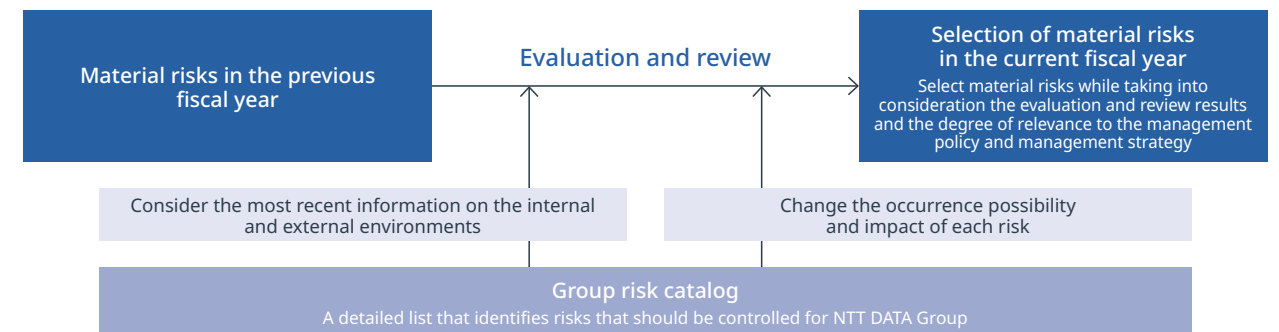 Material risks in the previous
fiscal year
Evaluation and review
Selection of material risks
in the current fiscal year
Select material risks while taking into
consideration the evaluation and review results
and the degree of relevance to the management
policy and management strategy
Consider the most recent information on the internal
and external environments
Change the occurrence possibility
and impact of each risk
Group risk catalog
A detailed list that identifies risks that should be controlled for NTT DATA Group